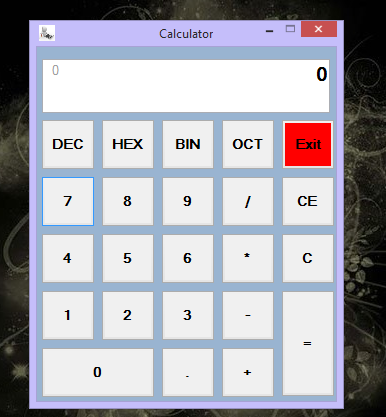 Calculator
0 0
DEC HEX BIN OCT Exit
7 8 9 / CE
4 5 6 * C
1 2 3 - =
0 . +